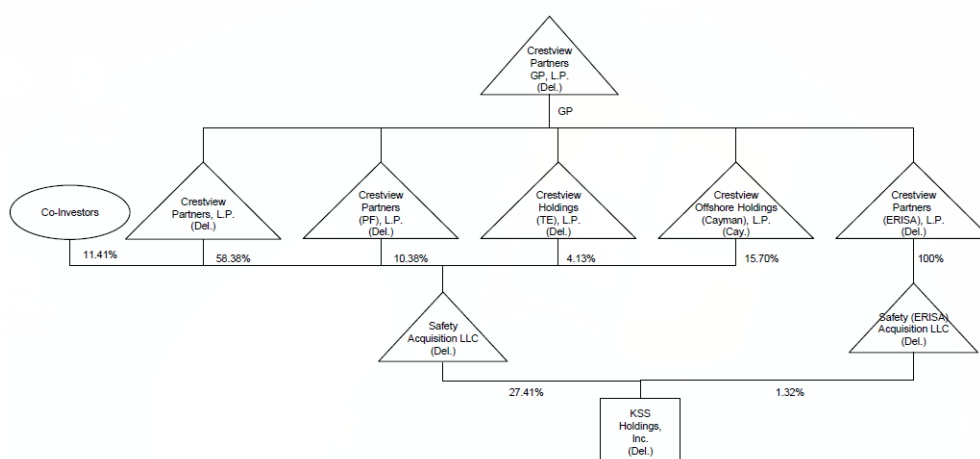 Crestview
Partners
GP, L.P.
(Del.)
GP
Co-Investors
Crestview
Partners, L.P.
(Del.)
Crestview
Partners
(PF), L.P.
(Del.)
Crestview
Holdings
(TE), L.P.
(Del.)
Crestview
Offshore Holdings
(Cayman), L.P.
(Cay.)
Crestview
Partners
(ERISA), L.P.
(Del.)
11.41%
58.38%
10.38%
4.13%
15.70%
100%
Safety
Acquisition LLC
(Del.)
Safety (ERISA)
Acquisition LLC
(Del.)
27.41%
1.32%
KSS
Holdings,
Inc.
(Del.)